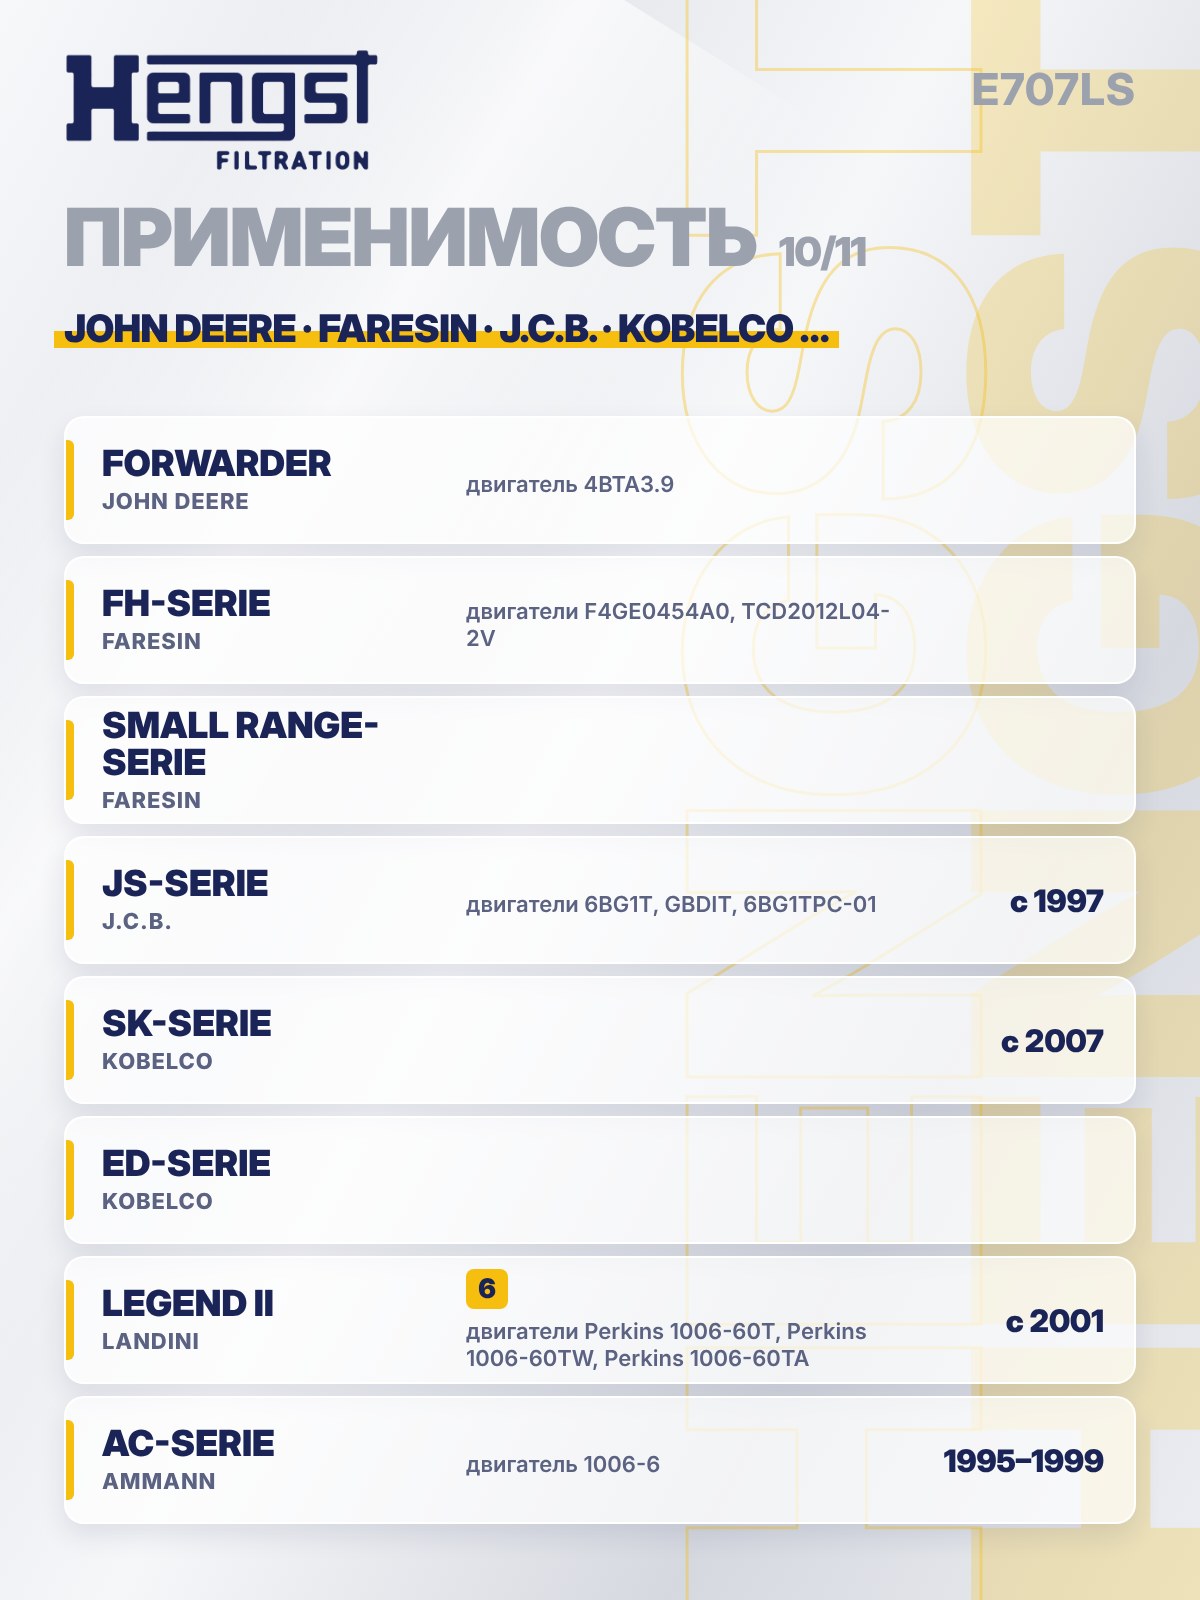 Hengst
FILTRATION
E707LS
ПРИМЕНИМОСТЬ 10/11
JOHN DEERE · FARESIN · J.C.B. · KOBELCO ...
FORWARDER
JOHN DEERE
двигатель 4BTA3.9
FH-SERIE
FARESIN
двигатели F4GE0454A0, TCD2012L04-
2V
SMALL RANGE-
SERIE
FARESIN
JS-SERIE
J.C.B.
двигатели 6BG1T, GBDIT, 6BG1TPC-01
с 1997
SK-SERIE
KOBELCO
с 2007
ED-SERIE
KOBELCO
LEGEND II
LANDINI
6
двигатели Perkins 1006-60T, Perkins
1006-60TW, Perkins 1006-60TA
с 2001
AC-SERIE
AMMANN
двигатель 1006-6
1995–1999
HENGST
HENGST